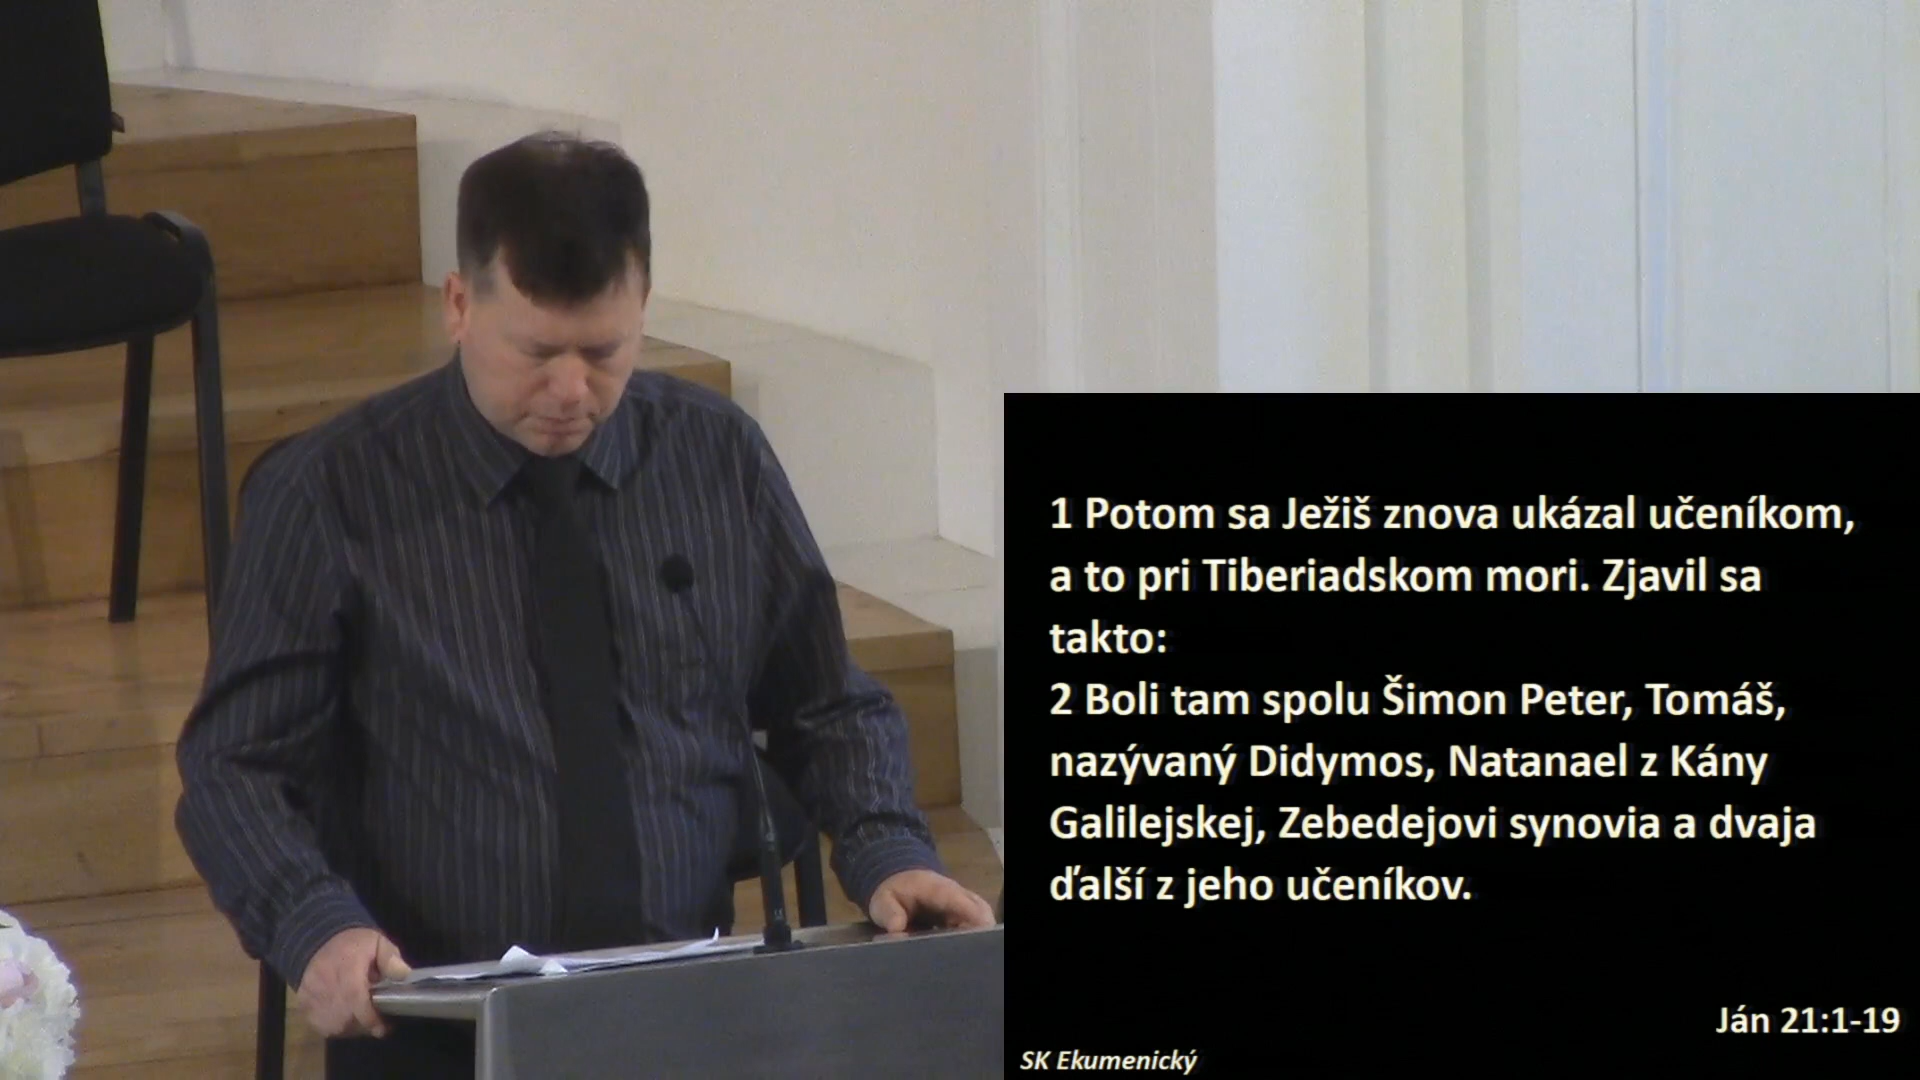 1 Potom sa Ježiš znova ukázal učeníkom,
a to pri Tiberiadskom mori. Zjavil sa
takto:
2 Boli tam spolu Šimon Peter, Tomáš,
nazývaný Didymos, Natanael z Kány
Galilejskej, Zebedejovi synovia a dvaja
ďalší z jeho učeníkov.
Ján 21:1-19
SK Ekumenický